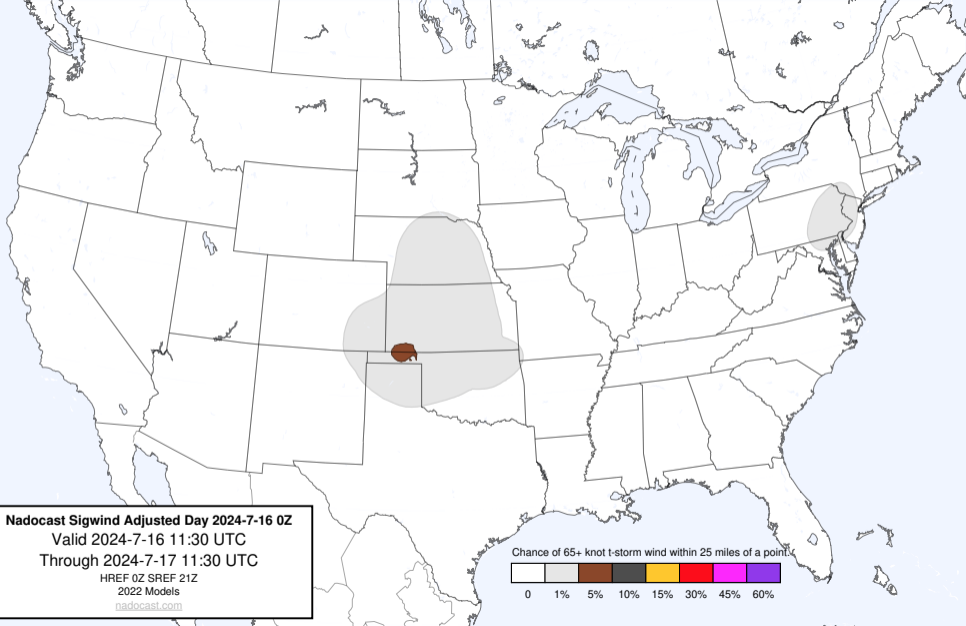 Nadocast Sigwind Adjusted Day 2024-7-16 0Z
Valid 2024-7-16 11:30 UTC
Through 2024-7-17 11:30 UTC
HREF 0Z SREF 21Z
2022 Models
nadocast.com
Chance of 65+ knot t-storm wind within 25 miles of a point.
0 1% 5% 10% 15% 30% 45% 60%